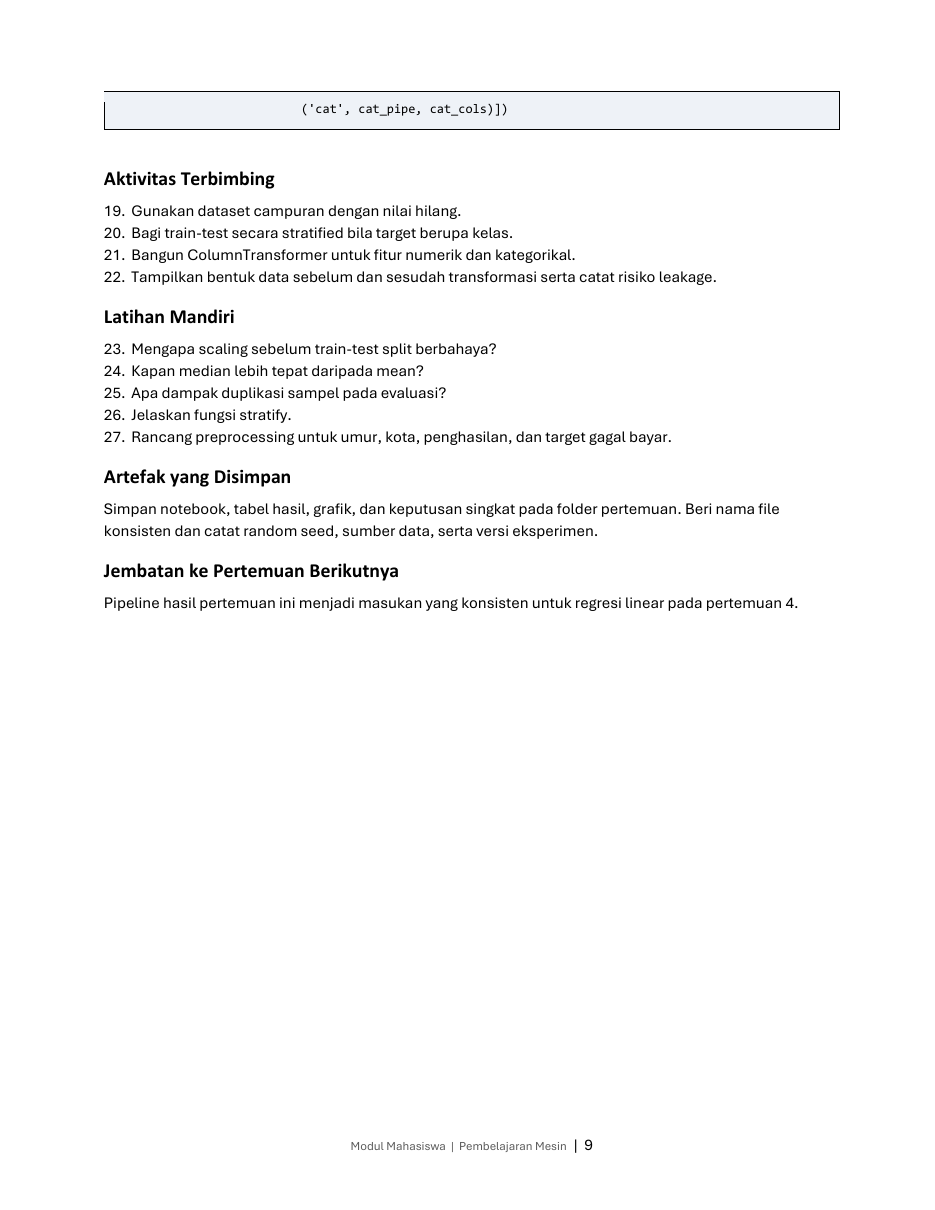 ('cat', cat_pipe, cat_cols)])
Aktivitas Terbimbing
19. Gunakan dataset campuran dengan nilai hilang.
20. Bagi train-test secara stratified bila target berupa kelas.
21. Bangun ColumnTransformer untuk fitur numerik dan kategorikal.
22. Tampilkan bentuk data sebelum dan sesudah transformasi serta catat risiko leakage.
Latihan Mandiri
23. Mengapa scaling sebelum train-test split berbahaya?
24. Kapan median lebih tepat daripada mean?
25. Apa dampak duplikasi sampel pada evaluasi?
26. Jelaskan fungsi stratify.
27. Rancang preprocessing untuk umur, kota, penghasilan, dan target gagal bayar.
Artefak yang Disimpan
Simpan notebook, tabel hasil, grafik, dan keputusan singkat pada folder pertemuan. Beri nama file
konsisten dan catat random seed, sumber data, serta versi eksperimen.
Jembatan ke Pertemuan Berikutnya
Pipeline hasil pertemuan ini menjadi masukan yang konsisten untuk regresi linear pada pertemuan 4.
Modul Mahasiswa | Pembelajaran Mesin | 9